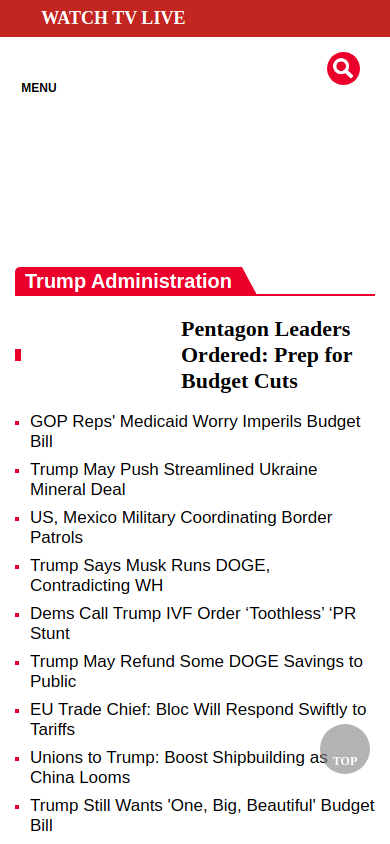 WATCH TV LIVE
MENU
Trump Administration
Pentagon Leaders
Ordered: Prep for
Budget Cuts
GOP Reps' Medicaid Worry Imperils Budget
Bill
Trump May Push Streamlined Ukraine
Mineral Deal
US, Mexico Military Coordinating Border
Patrols
Trump Says Musk Runs DOGE,
Contradicting WH
Dems Call Trump IVF Order ‘Toothless’ ‘PR
Stunt
Trump May Refund Some DOGE Savings to
Public
EU Trade Chief: Bloc Will Respond Swiftly to
Tariffs
Unions to Trump: Boost Shipbuilding as
China Looms
TOP
Trump Still Wants 'One, Big, Beautiful' Budget
Bill